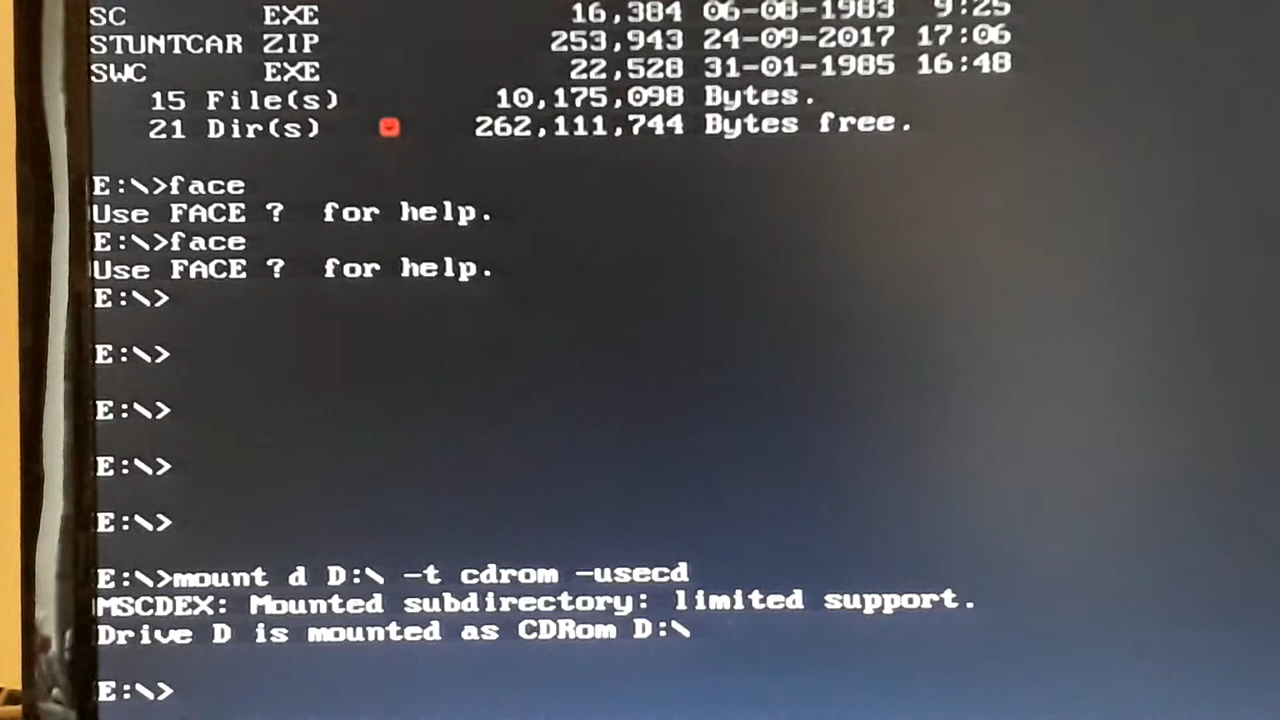 SC EXE 16,384 06-08-1983 9:25
STUNTCAR ZIP 253,943 24-09-2017 17:06
SWC EXE 22,528 31-01-1985 16:48
15 File(s) 10,175,098 Bytes.
21 Dir(s) 262,111,744 Bytes free.
E:\>face
Use FACE ? for help.
E:\>face
Use FACE ? for help.
E:\>
E:\>
E:\>
E:\>
E:\>
E:\>mount d D:\ -t cdrom -usecd
MSCDEX: Mounted subdirectory: limited support.
Drive D is mounted as CDRom D:\
E:\>